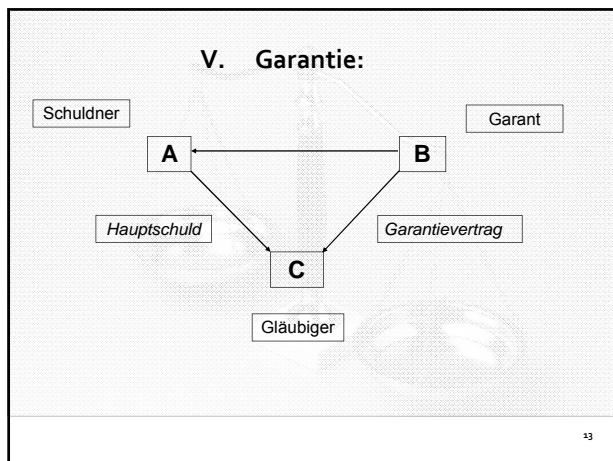 V. Garantie:
Schuldner
Garant
A
B
Hauptschuld
Garantievertrag
C
Gläubiger
13